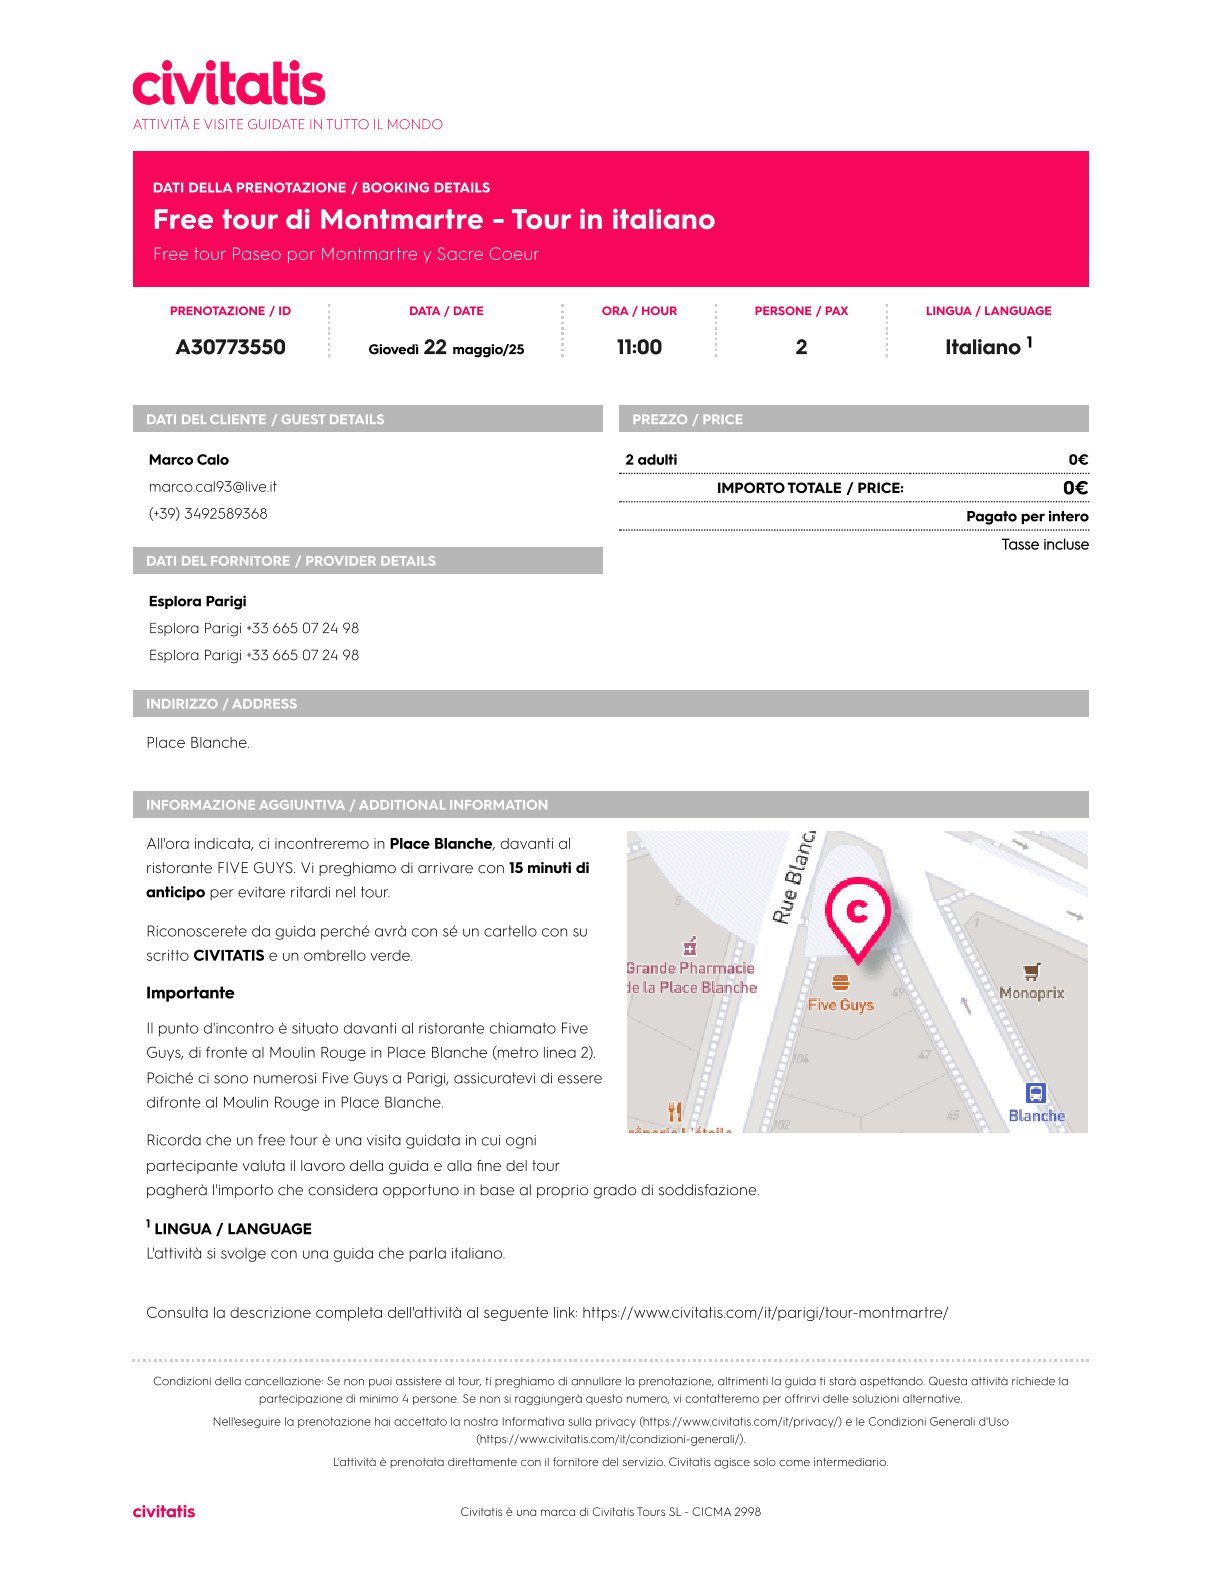 civitatis
ATTIVITÀ E VISITE GUIDATE IN TUTTO IL MONDO
DATI DELLA PRENOTAZIONE / BOOKING DETAILS
Free tour di Montmartre - Tour in italiano
Free tour Paseo por Montmartre y Sacre Coeur
PRENOTAZIONE / ID
A30773550
DATA / DATE
Giovedì 22 maggio/25
ORA / HOUR
11:00
PERSONE / PAX
2
LINGUA / LANGUAGE
Italiano 1
DATI DEL CLIENTE / GUEST DETAILS
Marco Calo
marco.cal93@live.it
(+39) 3492589368
DATI DEL FORNITORE / PROVIDER DETAILS
Esplora Parigi
Esplora Parigi +33 665 07 24 98
Esplora Parigi +33 665 07 24 98
PREZZO / PRICE
2 adulti 0€
IMPORTO TOTALE / PRICE: 0€
Pagato per intero
Tasse incluse
INDIRIZZO / ADDRESS
Place Blanche.
INFORMAZIONE AGGIUNTIVA / ADDITIONAL INFORMATION
All'ora indicata, ci incontreremo in Place Blanche, davanti al
ristorante FIVE GUYS. Vi preghiamo di arrivare con 15 minuti di
anticipo per evitare ritardi nel tour.
Riconoscerete da guida perché avrà con sé un cartello con su
scritto CIVITATIS e un ombrello verde.
Importante
Il punto d'incontro è situato davanti al ristorante chiamato Five
Guys, di fronte al Moulin Rouge in Place Blanche (metro linea 2).
Poiché ci sono numerosi Five Guys a Parigi, assicuratevi di essere
difronte al Moulin Rouge in Place Blanche.
Ricorda che un free tour è una visita guidata in cui ogni
partecipante valuta il lavoro della guida e alla fine del tour
pagherà l'importo che considera opportuno in base al proprio grado di soddisfazione.
Rue Blanc
C
5
1
Grande Pharmacie
de la Place Blanche
Five Guys
49
Monoprix
104
47
Blanche
45
102
1 LINGUA / LANGUAGE
L'attività si svolge con una guida che parla italiano.
Consulta la descrizione completa dell'attività al seguente link: https://www.civitatis.com/it/parigi/tour-montmartre/
Condizioni della cancellazione: Se non puoi assistere al tour, ti preghiamo di annullare la prenotazione, altrimenti la guida ti starà aspettando. Questa attività richiede la
partecipazione di minimo 4 persone. Se non si raggiungerà questo numero, vi contatteremo per offrirvi delle soluzioni alternative.
Nell'eseguire la prenotazione hai accettato la nostra Informativa sulla privacy (https://www.civitatis.com/it/privacy/) e le Condizioni Generali d'Uso
(https://www.civitatis.com/it/condizioni-generali/).
L'attività è prenotata direttamente con il fornitore del servizio. Civitatis agisce solo come intermediario.
civitatis
Civitatis è una marca di Civitatis Tours SL - CICMA 2998